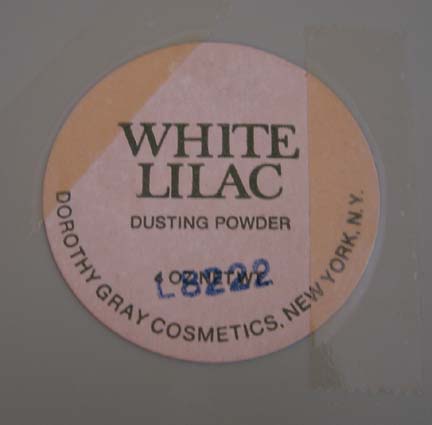 WHITE
LILAC
DUSTING POWDER
4 OZ NET WT.
L8222
DOROTHY GRAY COSMETICS, NEW YORK, N.Y.